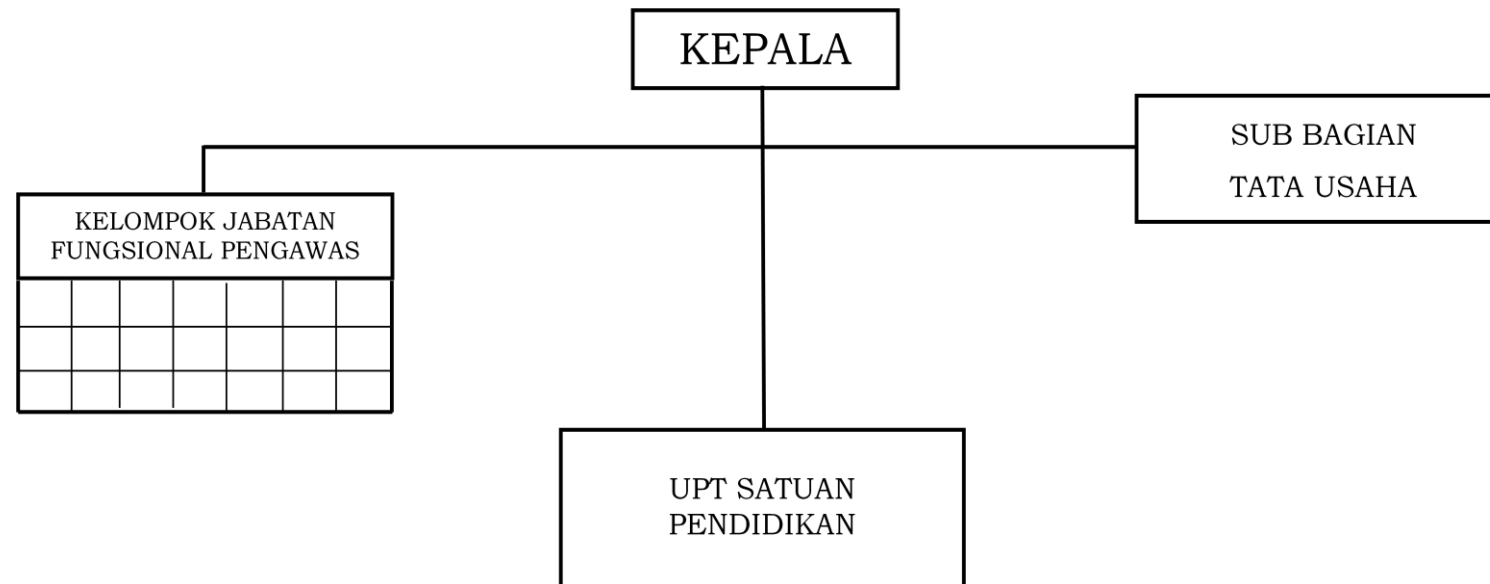 KEPALA
SUB BAGIAN
TATA USAHA
KELOMPOK JABATAN
FUNGSIONAL PENGAWAS
UPT SATUAN
PENDIDIKAN